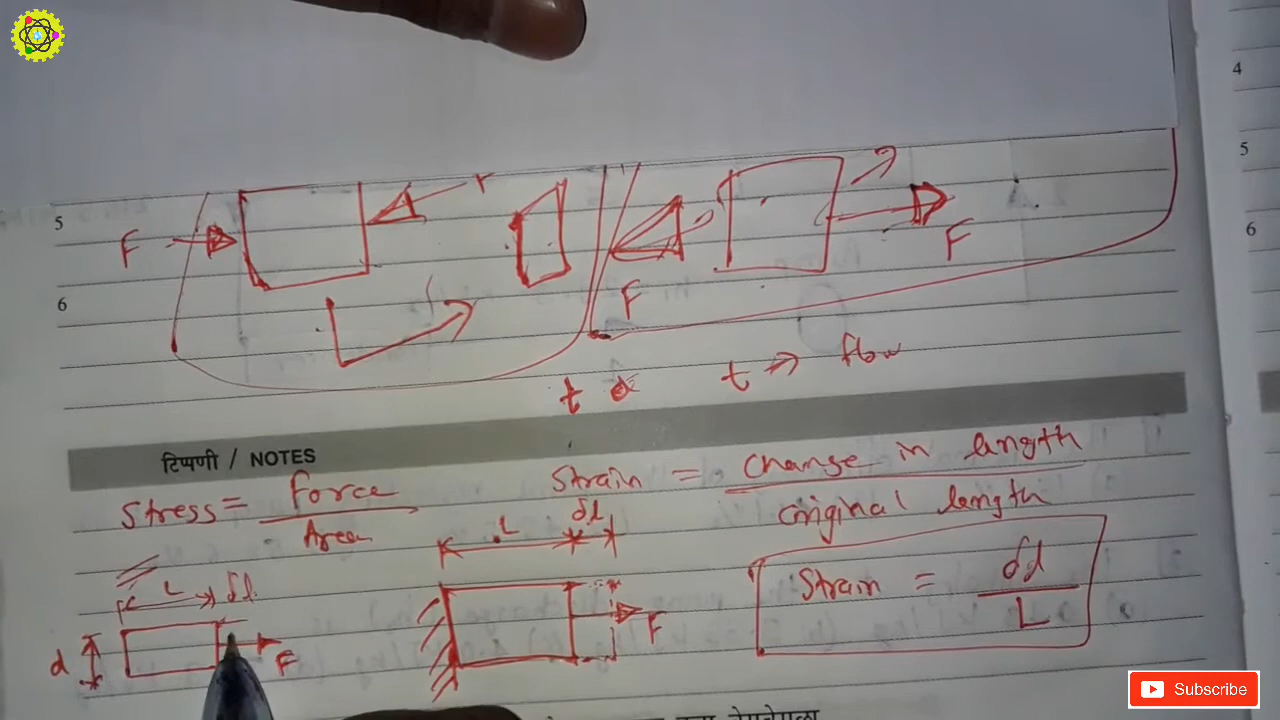 4
5
5
6
6
F
F
F
F
t
t → flow
टिप्पणी / NOTES
Stress = Force / Area
Strain = Change in length / original length
L δl
L δl
Strain = δl / L
d
F
F
Subscribe